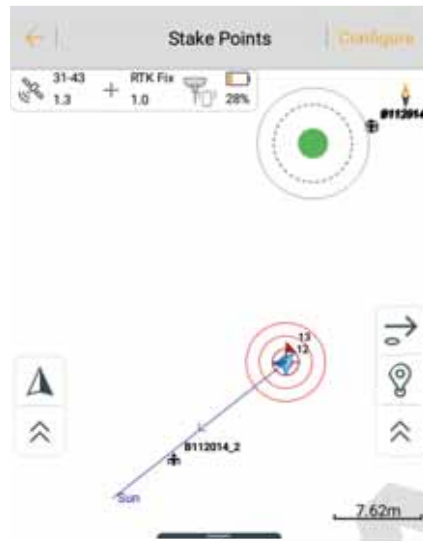 Stake Points
Configure
31-43
1.3
RTK Fix
1.0
28%
B112014
13
12
B112014_2
Sun
7.62m